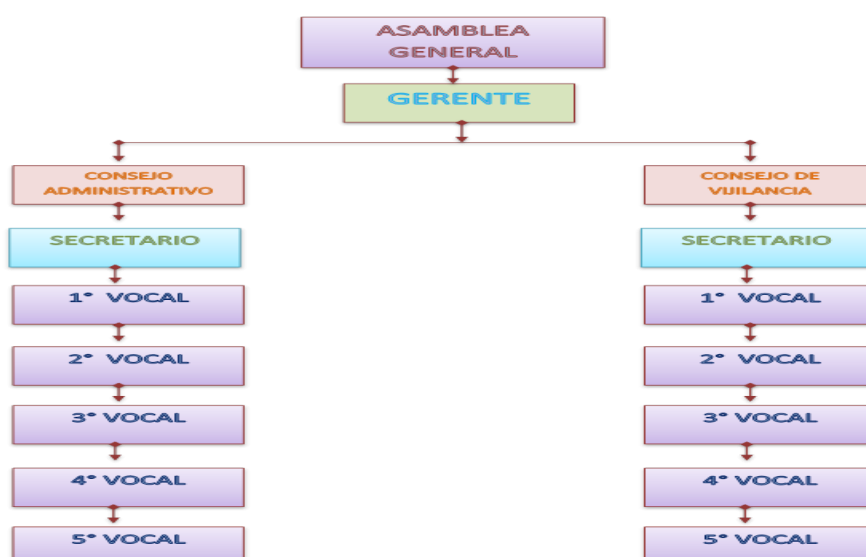 ASAMBLEA
GENERAL
GERENTE
CONSEJO
ADMINISTRATIVO
SECRETARIO
1° VOCAL
2° VOCAL
3° VOCAL
4° VOCAL
5° VOCAL
CONSEJO DE
VIJILANCIA
SECRETARIO
1° VOCAL
2° VOCAL
3° VOCAL
4° VOCAL
5° VOCAL